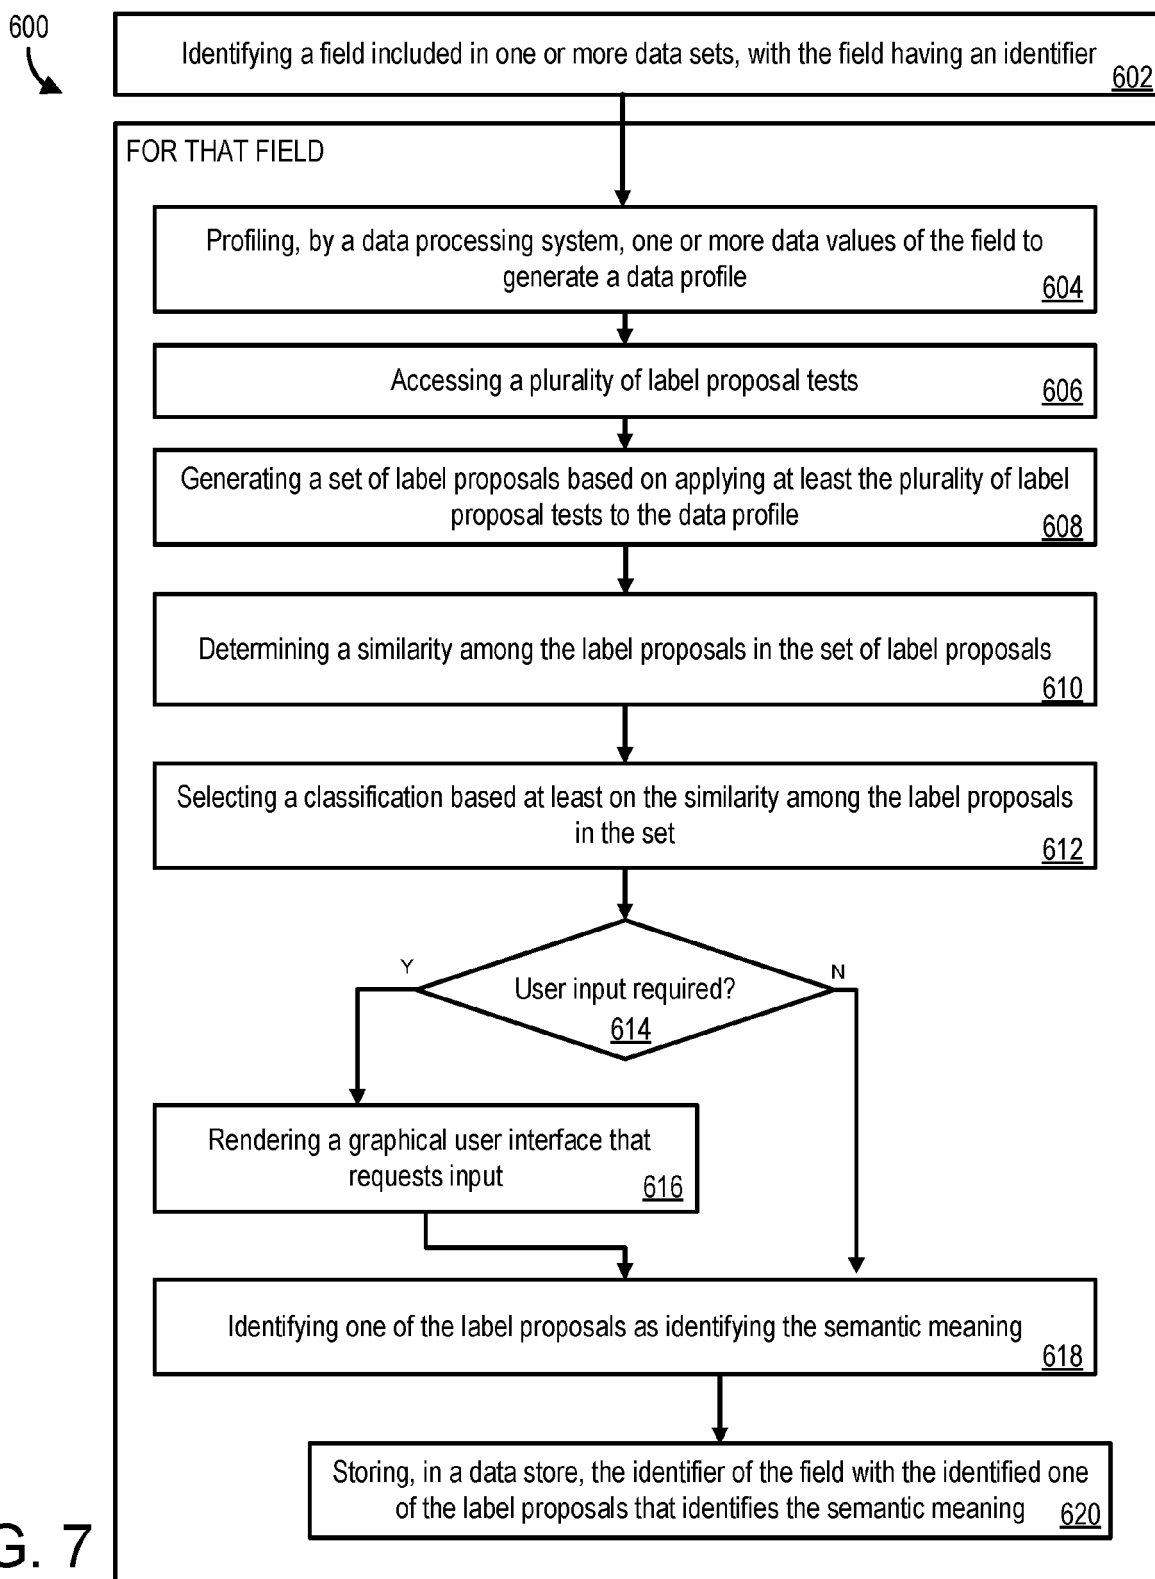 600
Identifying a field included in one or more data sets, with the field having an identifier
602
FOR THAT FIELD
Profiling, by a data processing system, one or more data values of the field to
generate a data profile
604
Accessing a plurality of label proposal tests
606
Generating a set of label proposals based on applying at least the plurality of label
proposal tests to the data profile
608
Determining a similarity among the label proposals in the set of label proposals
610
Selecting a classification based at least on the similarity among the label proposals
in the set
612
Y
N
User input required?
614
Rendering a graphical user interface that
requests input
616
Identifying one of the label proposals as identifying the semantic meaning
618
Storing, in a data store, the identifier of the field with the identified one
of the label proposals that identifies the semantic meaning
620
G. 7